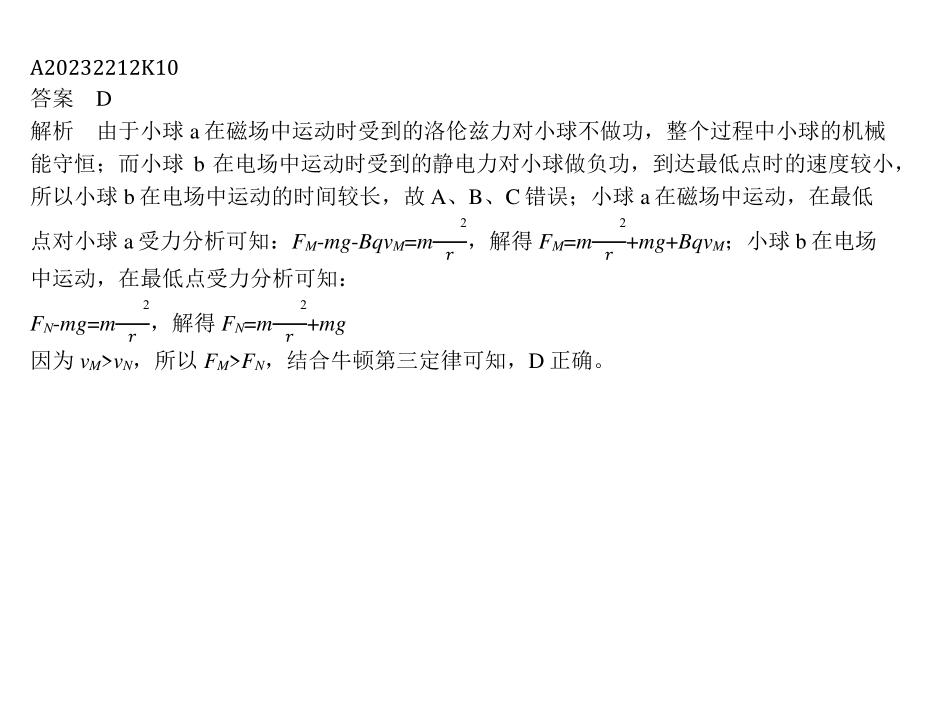 A20232212K10
答案 D
解析 由于小球 a 在磁场中运动时受到的洛伦兹力对小球不做功，整个过程中小球的机械
能守恒；而小球 b 在电场中运动时受到的静电力对小球做负功，到达最低点时的速度较小，
所以小球 b 在电场中运动的时间较长，故 A、B、C 错误；小球 a 在磁场中运动，在最低
点对小球 a 受力分析可知：F_M-mg-Bqv_M=m ²/r，解得 F_M=m ²/r+mg+Bqv_M；小球 b 在电场
中运动，在最低点受力分析可知：
F_N-mg=m ²/r，解得 F_N=m ²/r+mg
因为 v_M>v_N，所以 F_M>F_N，结合牛顿第三定律可知，D 正确。